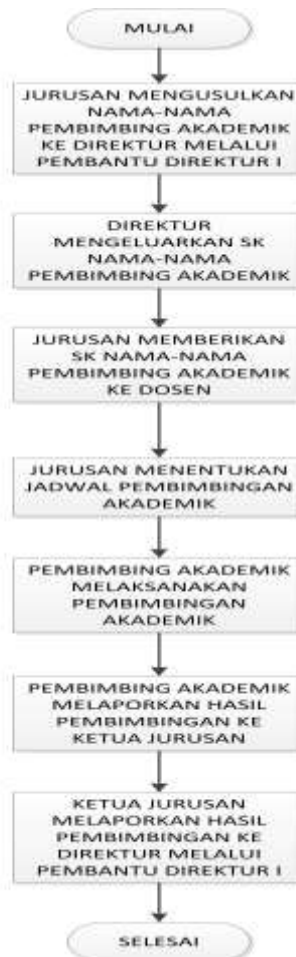 MULAI
JURUSAN MENGUSULKAN
NAMA-NAMA
PEMBIMBING AKADEMIK
KE DIREKTUR MELALUI
PEMBANTU DIREKTUR I
DIREKTUR
MENGELUARKAN SK
NAMA-NAMA
PEMBIMBING AKADEMIK
JURUSAN MEMBERIKAN
SK NAMA-NAMA
PEMBIMBING AKADEMIK
KE DOSEN
JURUSAN MENENTUKAN
JADWAL PEMBIMBINGAN
AKADEMIK
PEMBIMBING AKADEMIK
MELAKSANAKAN
PEMBIMBINGAN
AKADEMIK
PEMBIMBING AKADEMIK
MELAPORKAN HASIL
PEMBIMBINGAN KE
KETUA JURUSAN
KETUA JURUSAN
MELAPORKAN HASIL
PEMBIMBINGAN KE
DIREKTUR MELALUI
PEMBANTU DIREKTUR I
SELESAI